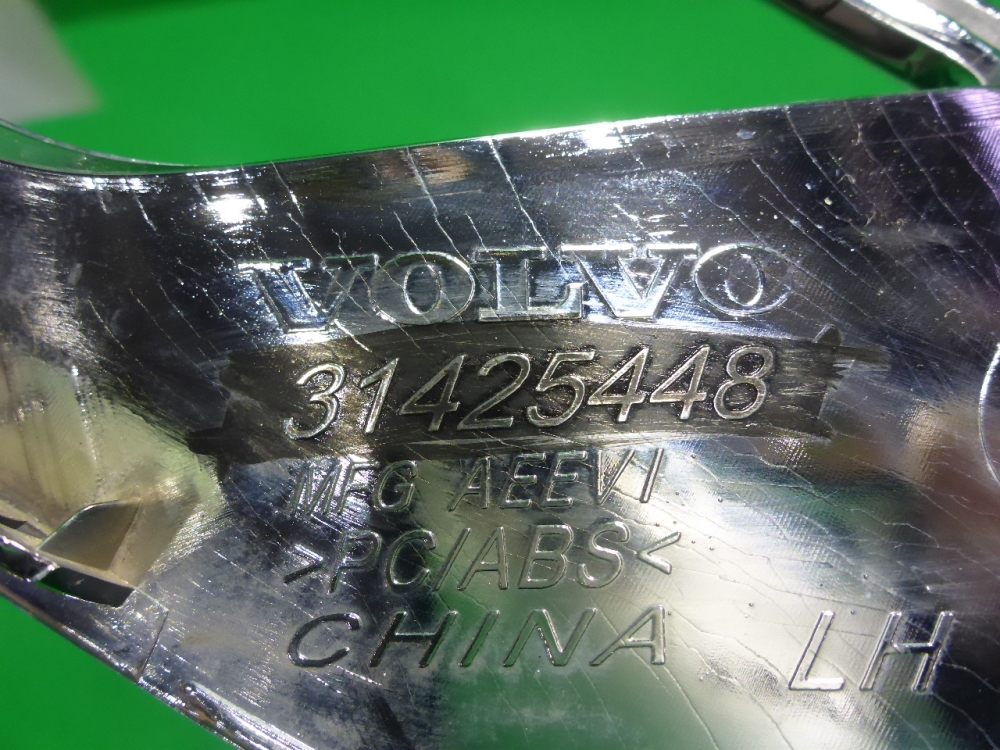 VOLVO
31425448
MFG AEEVI
>PC/ABS<
CHINA LH